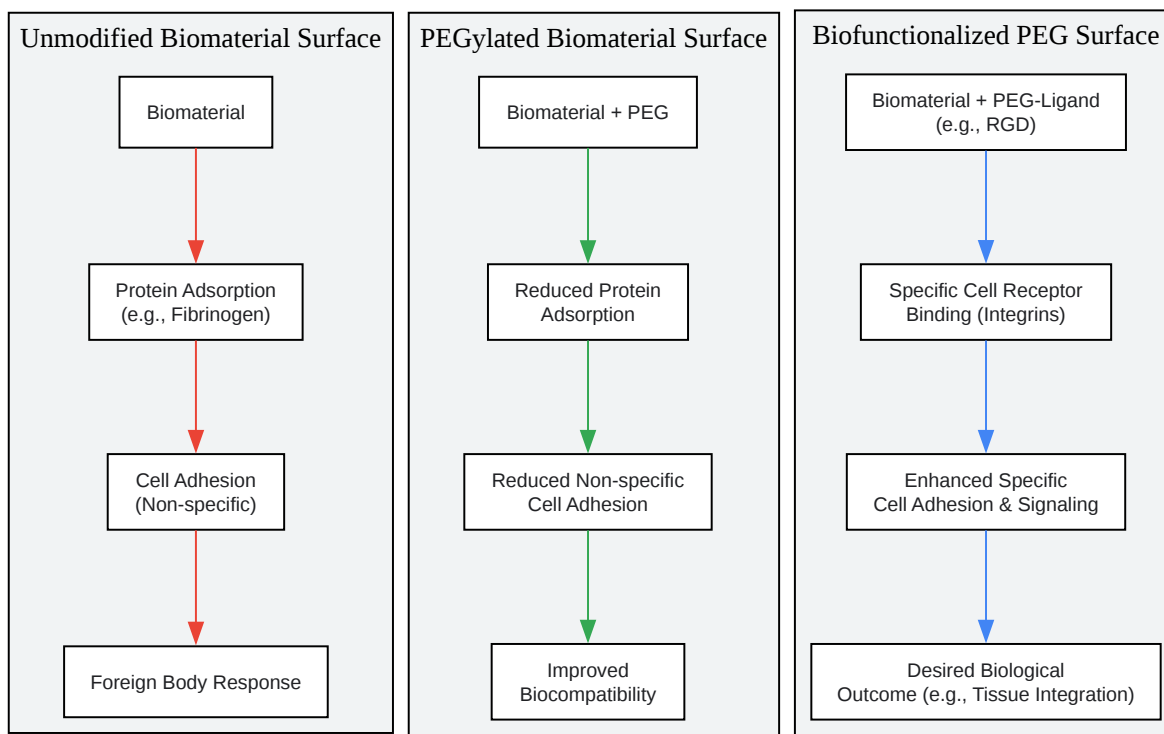 Unmodified Biomaterial Surface
Biomaterial
Protein Adsorption
(e.g., Fibrinogen)
Cell Adhesion
(Non-specific)
Foreign Body Response
PEGylated Biomaterial Surface
Biomaterial + PEG
Reduced Protein
Adsorption
Reduced Non-specific
Cell Adhesion
Improved
Biocompatibility
Biofunctionalized PEG Surface
Biomaterial + PEG-Ligand
(e.g., RGD)
Specific Cell Receptor
Binding (Integrins)
Enhanced Specific
Cell Adhesion & Signaling
Desired Biological
Outcome (e.g., Tissue Integration)